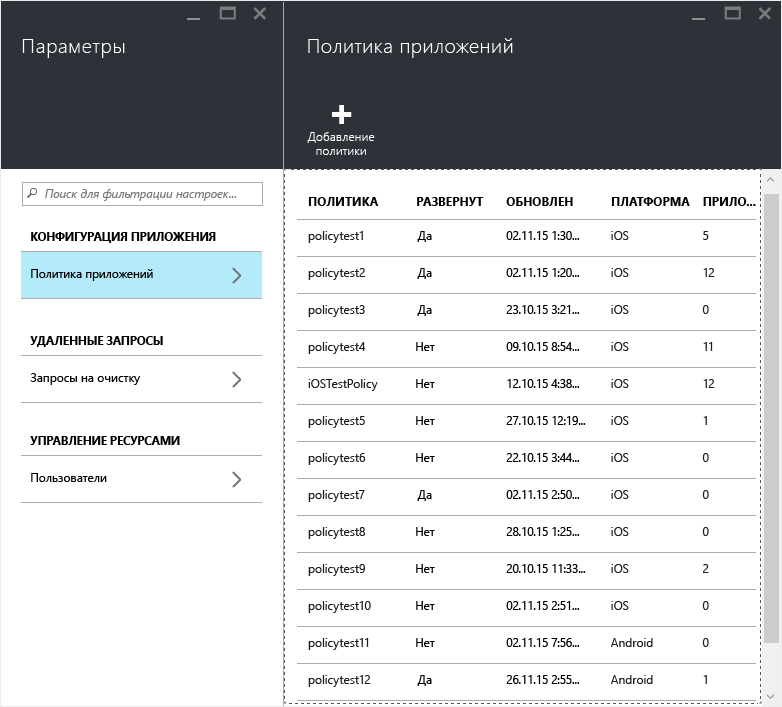 Параметры
Поиск для фильтрации настроек...
КОНФИГУРАЦИЯ ПРИЛОЖЕНИЯ
Политика приложений
УДАЛЕННЫЕ ЗАПРОСЫ
Запросы на очистку
УПРАВЛЕНИЕ РЕСУРСАМИ
Пользователи
Политика приложений
Добавление
политики
ПОЛИТИКА РАЗВЕРНУТ ОБНОВЛЕН ПЛАТФОРМА ПРИЛО...
policytest1 Да 02.11.15 1:30... iOS 5
policytest2 Да 02.11.15 1:20... iOS 12
policytest3 Да 23.10.15 3:21... iOS 0
policytest4 Нет 09.10.15 8:54... iOS 11
iOSTestPolicy Нет 12.10.15 4:38... iOS 12
policytest5 Нет 27.10.15 12:19... iOS 1
policytest6 Нет 22.10.15 3:44... iOS 0
policytest7 Да 02.11.15 2:50... iOS 0
policytest8 Нет 28.10.15 1:25... iOS 0
policytest9 Нет 20.10.15 11:33... iOS 2
policytest10 Нет 02.11.15 2:51... iOS 0
policytest11 Нет 02.11.15 7:56... Android 0
policytest12 Да 26.11.15 2:55... Android 1